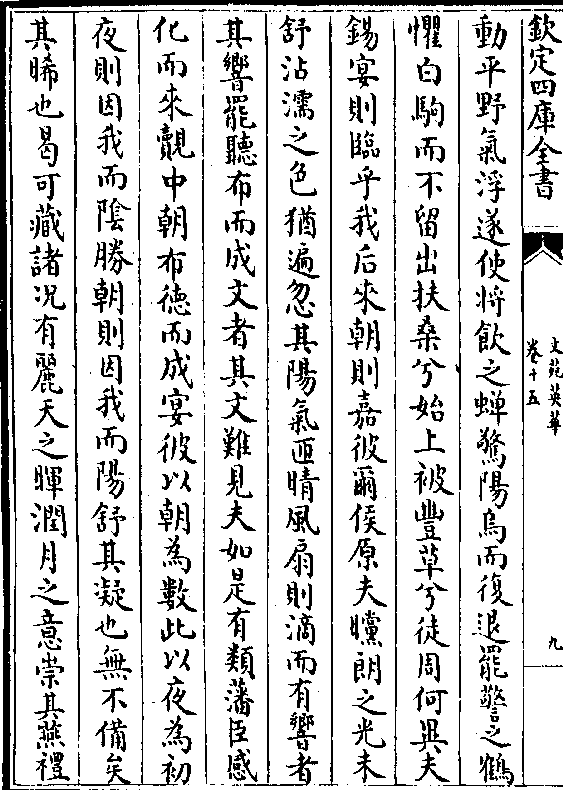 欽定四庫全書
文苑英華
卷十五
九
動平野氣浮遂使將飲之蟬驚陽烏而復退罷警之鶴
懼白駒而不留出扶桑兮始上被豐草兮徒周何異夫
錫宴則臨乎我后來朝則嘉彼爾侯原夫曭朗之光未
舒沾濡之色猶遍忽其陽氣匝晴風扇則滴而有響者
其響罷聽布而成文者其文難見夫如是有類藩臣感
化而來覿中朝布德而成宴彼以朝為數此以夜為初
夜則因我而陰勝朝則因我而陽舒其凝也無不備矣
其晞也曷可藏諸况有麗天之暉潤月之意崇其燕禮